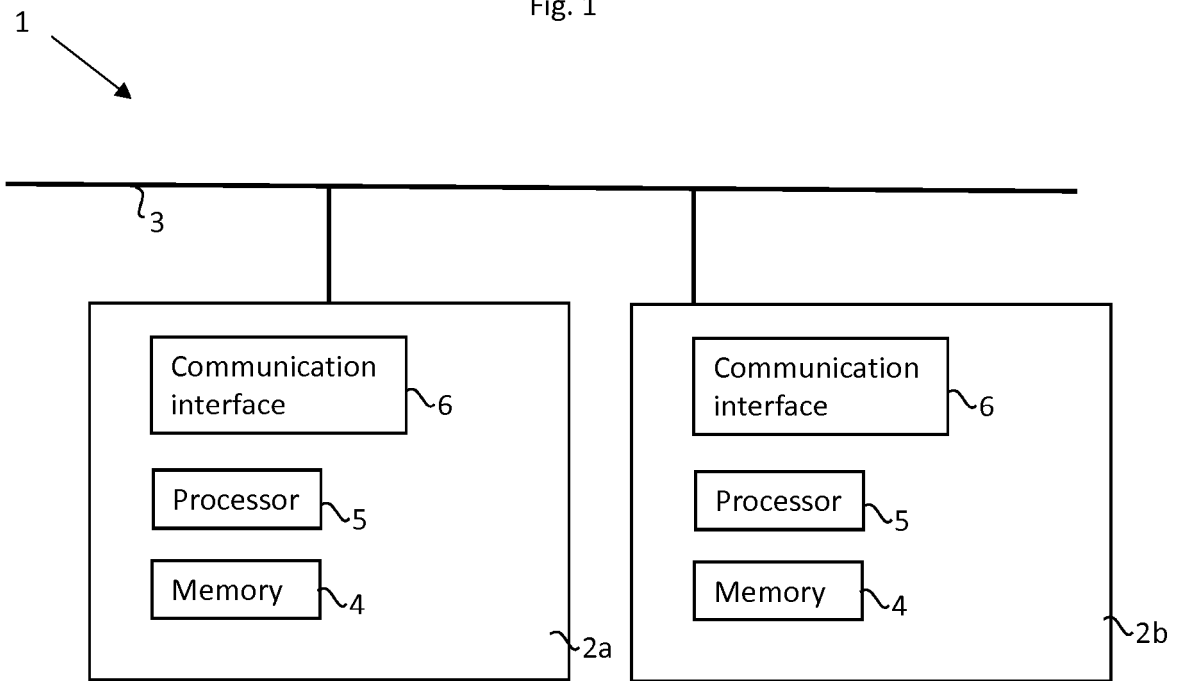 Fig. 1
1
3
Communication
interface
6
Processor
5
Memory
4
2a
Communication
interface
6
Processor
5
Memory
4
2b